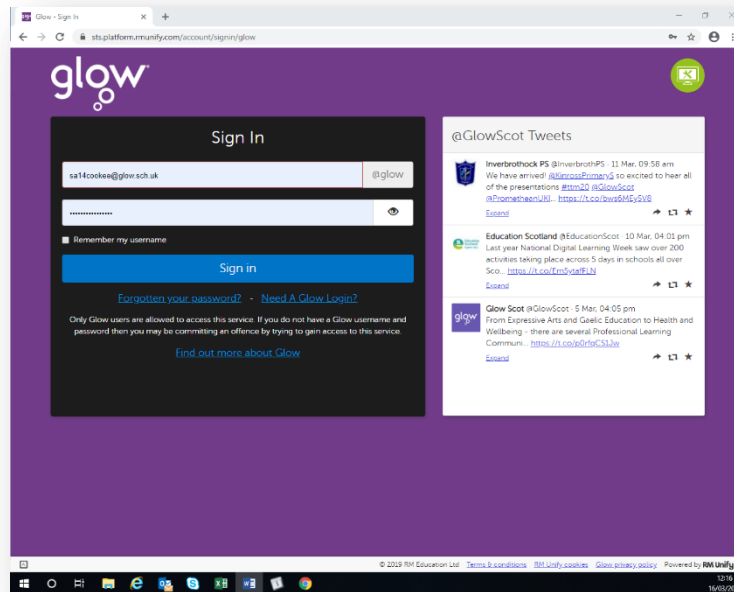 Glow - Sign In
sts.platform.rmunify.com/account/signin/glow
glow
Sign In
sa14cookee@glow.sch.uk @glow
Remember my username
Sign in
Forgotten your password? - Need A Glow Login?
Only Glow users are allowed to access this service. If you do not have a Glow username and
password then you may be committing an offence by trying to gain access to this service.
Find out more about Glow
@GlowScot Tweets
Inverbrothock PS @InverbrothPS · 11 Mar, 09:58 am
We have arrived! @KinrossPrimaryS so excited to hear all
of the presentations #ttm20 @GlowScot
@PrometheanUK|... https://t.co/bws6MEy5V8
Expand
Education Scotland @EducationScot · 10 Mar, 04:01 pm
Last year National Digital Learning Week saw over 200
activities taking place across 5 days in schools all over
Sco... https://t.co/Em5ytafFLN
Expand
glow
Glow Scot @GlowScot · 5 Mar, 04:05 pm
From Expressive Arts and Gaelic Education to Health and
Wellbeing - there are several Professional Learning
Communi... https://t.co/p0rfqCS1Jw
Expand
© 2019 RM Education Ltd Terms & conditions RM Unify cookies Glow privacy policy Powered by RM Unify
12:16
16/03/20